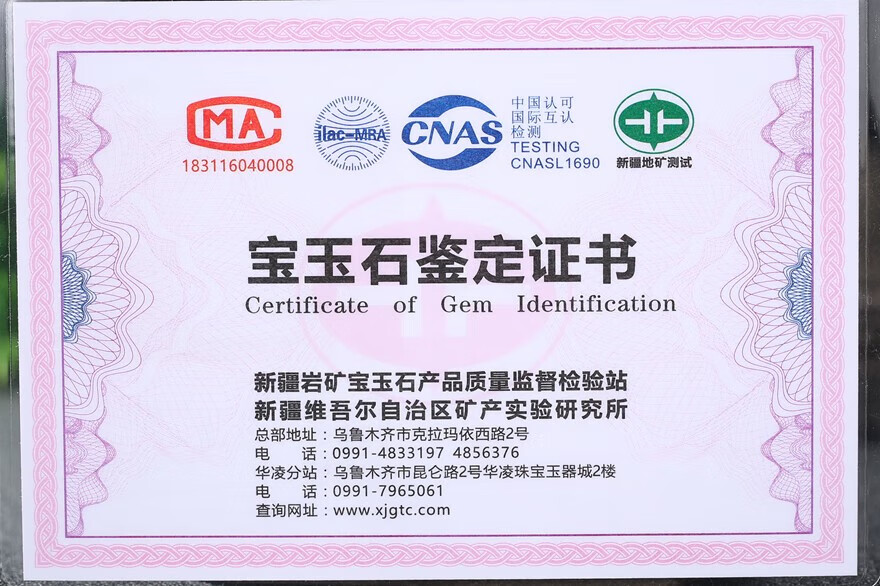 MA
183116040008
ilac-MRA
CNAS
中国认可
国际互认
检测
TESTING
CNASL1690
新疆地矿测试
宝玉石鉴定证书
Certificate of Gem Identification
新疆岩矿宝玉石产品质量监督检验站
新疆维吾尔自治区矿产实验研究所
总部地址：乌鲁木齐市克拉玛依西路2号
电 话：0991-4833197 4856376
华凌分站：乌鲁木齐市昆仑路2号华凌珠宝玉器城2楼
电 话：0991-7965061
查询网址：www.xjgtc.com